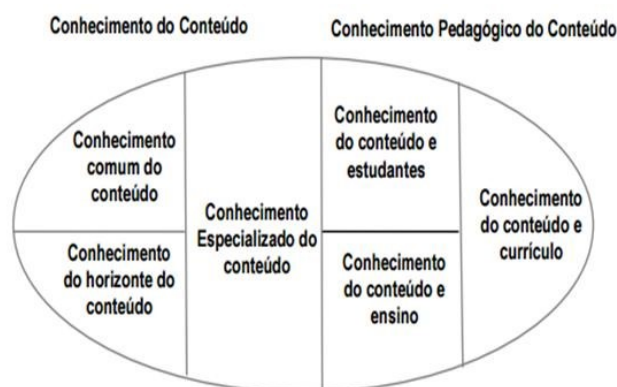 Conhecimento do Conteúdo
Conhecimento Pedagógico do Conteúdo
Conhecimento
comum do
conteúdo
Conhecimento
do horizonte do
conteúdo
Conhecimento
Especializado do
conteúdo
Conhecimento
do conteúdo e
estudantes
Conhecimento
do conteúdo e
ensino
Conhecimento
do conteúdo e
currículo